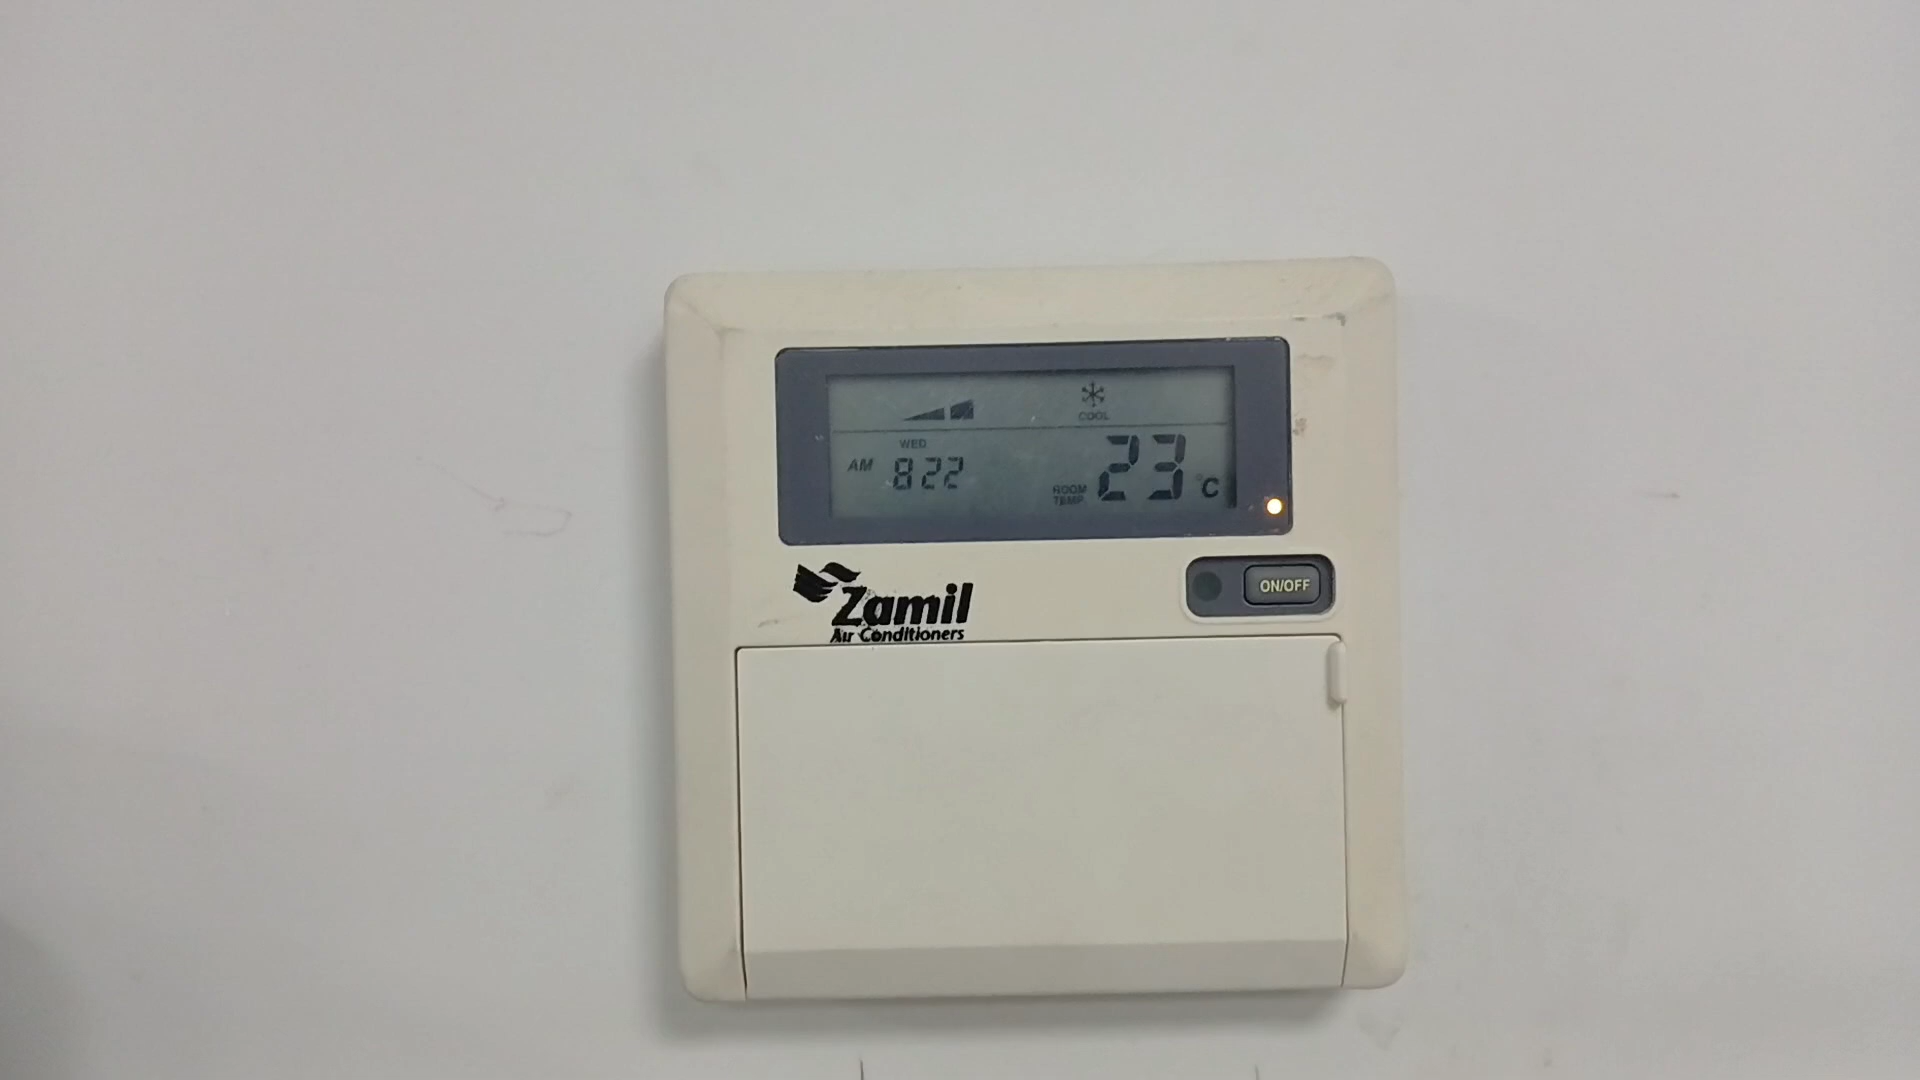 COOL
WED
AM 8 22
ROOM TEMP. 23 °C
ON/OFF
Zamil
Air Conditioners